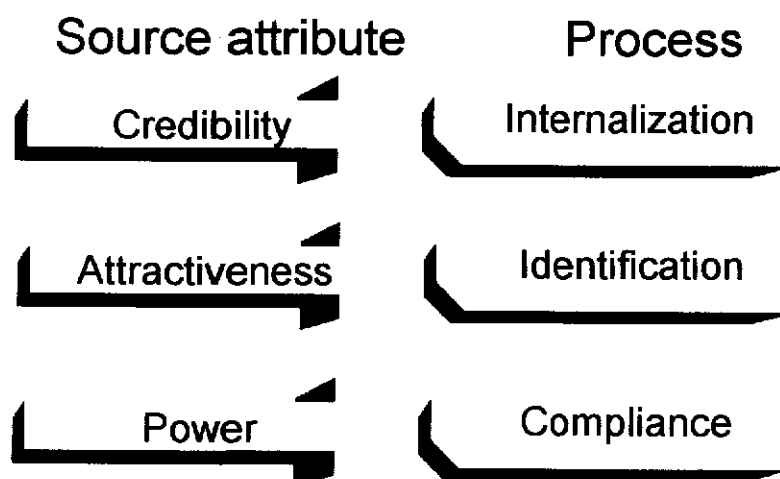 Source attribute Process
Credibility Internalization
Attractiveness Identification
Power Compliance